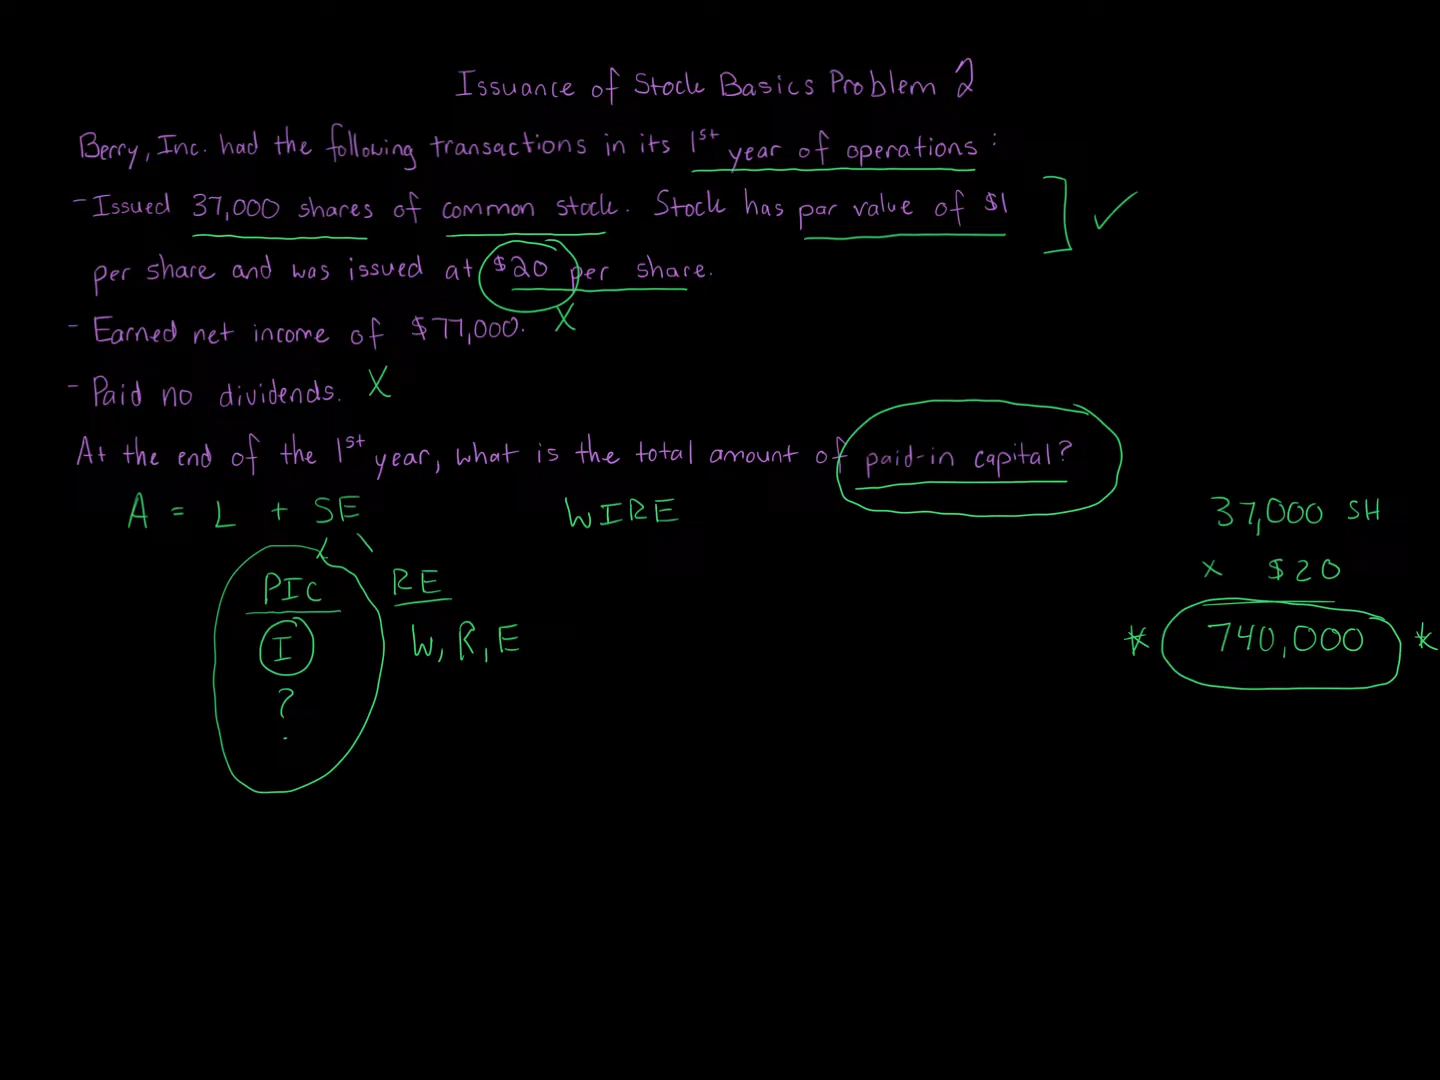 Issuance of Stock Basics Problem 2
Berry, Inc. had the following transactions in its 1st year of operations:
- Issued 37,000 shares of common stock. Stock has par value of $1
per share and was issued at $20 per share.
- Earned net income of $77,000. X
- Paid no dividends. X
At the end of the 1st year, what is the total amount of paid-in capital?
A = L + SE
WIRE
37,000 SH
x $20
* 740,000 *
PIC RE
I W, R, E
?